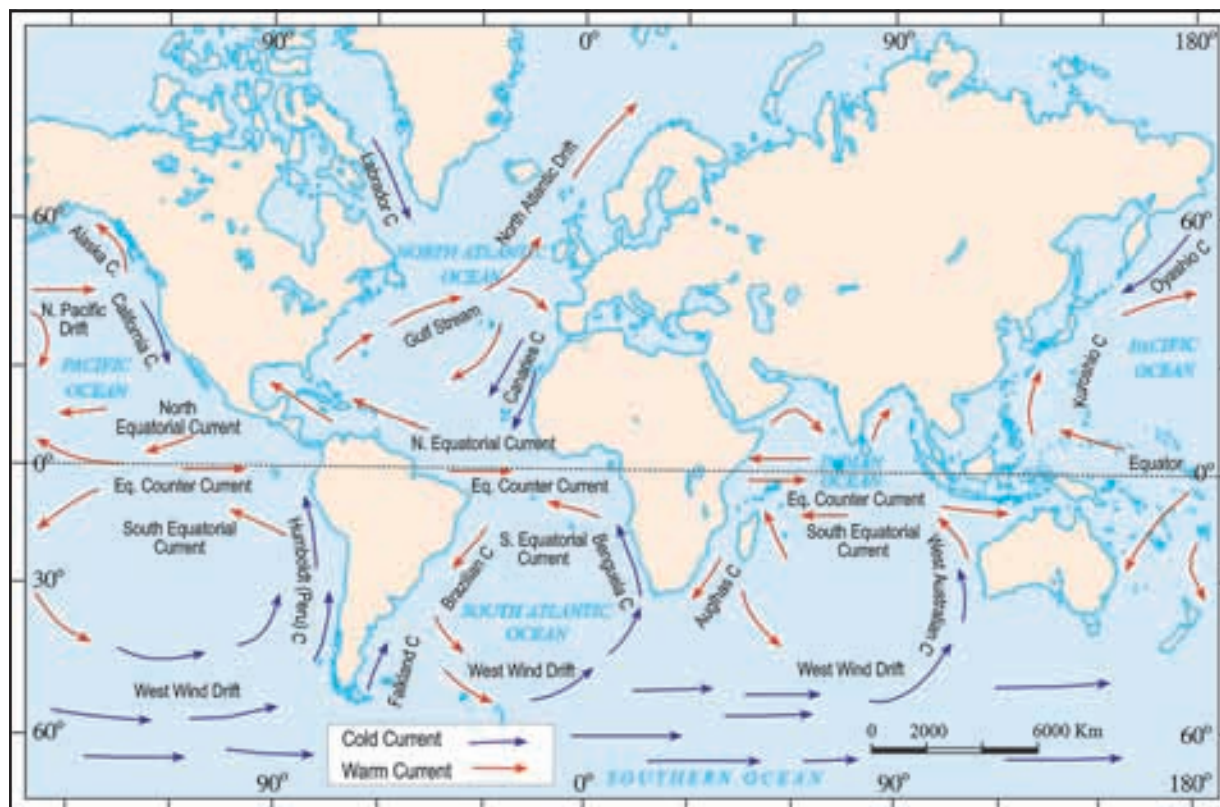 90°
0°
90°
180°
Labrador C
North Atlantic Drift
60°
60°
Alaska C.
NORTH ATLANTIC
OCEAN
Oyashio C
N. Pacific
Drift
California C.
Gulf Stream
Canaries C
Kuroshio C
PACIFIC
OCEAN
PACIFIC
OCEAN
North
Equatorial Current
N. Equatorial Current
INDIAN
OCEAN
Equator
0°
0°
Eq. Counter Current
Eq. Counter Current
Eq. Counter Current
South Equatorial
Current
Humboldt (Peru) C
S. Equatorial
Current
Benguela C
South Equatorial
Current
Brazilian C
Aughas C
West Australian C
30°
30°
SOUTH ATLANTIC
OCEAN
Falkland C
West Wind Drift
West Wind Drift
West Wind Drift
60°
60°
Cold Current
Warm Current
0 2000 6000 Km
SOUTHERN OCEAN
90°
0°
90°
180°